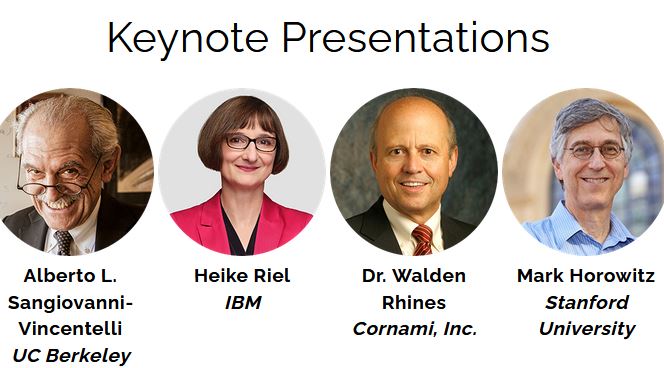 Keynote Presentations
Alberto L.
Sangiovanni-
Vincentelli
UC Berkeley
Heike Riel
IBM
Dr. Walden
Rhines
Cornami, Inc.
Mark Horowitz
Stanford
University